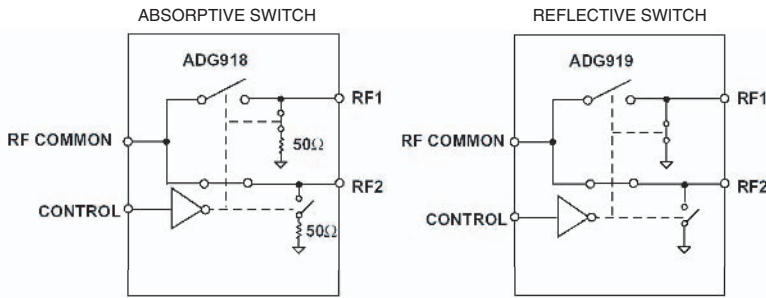 ABSORPTIVE SWITCH
ADG918
RF1
50Ω
RF COMMON
RF2
CONTROL
50Ω
REFLECTIVE SWITCH
ADG919
RF1
RF COMMON
RF2
CONTROL